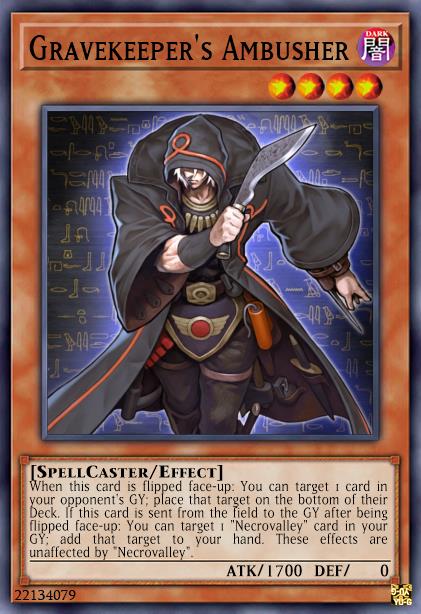 Gravekeeper's Ambusher
DARK
闇
[SpellCaster/Effect]
When this card is flipped face-up: You can target 1 card in
your opponent's GY; place that target on the bottom of their
Deck. If this card is sent from the field to the GY after being
flipped face-up: You can target 1 "Necrovalley" card in your
GY; add that target to your hand. These effects are
unaffected by "Necrovalley".
ATK/1700 DEF/ 0
22134079